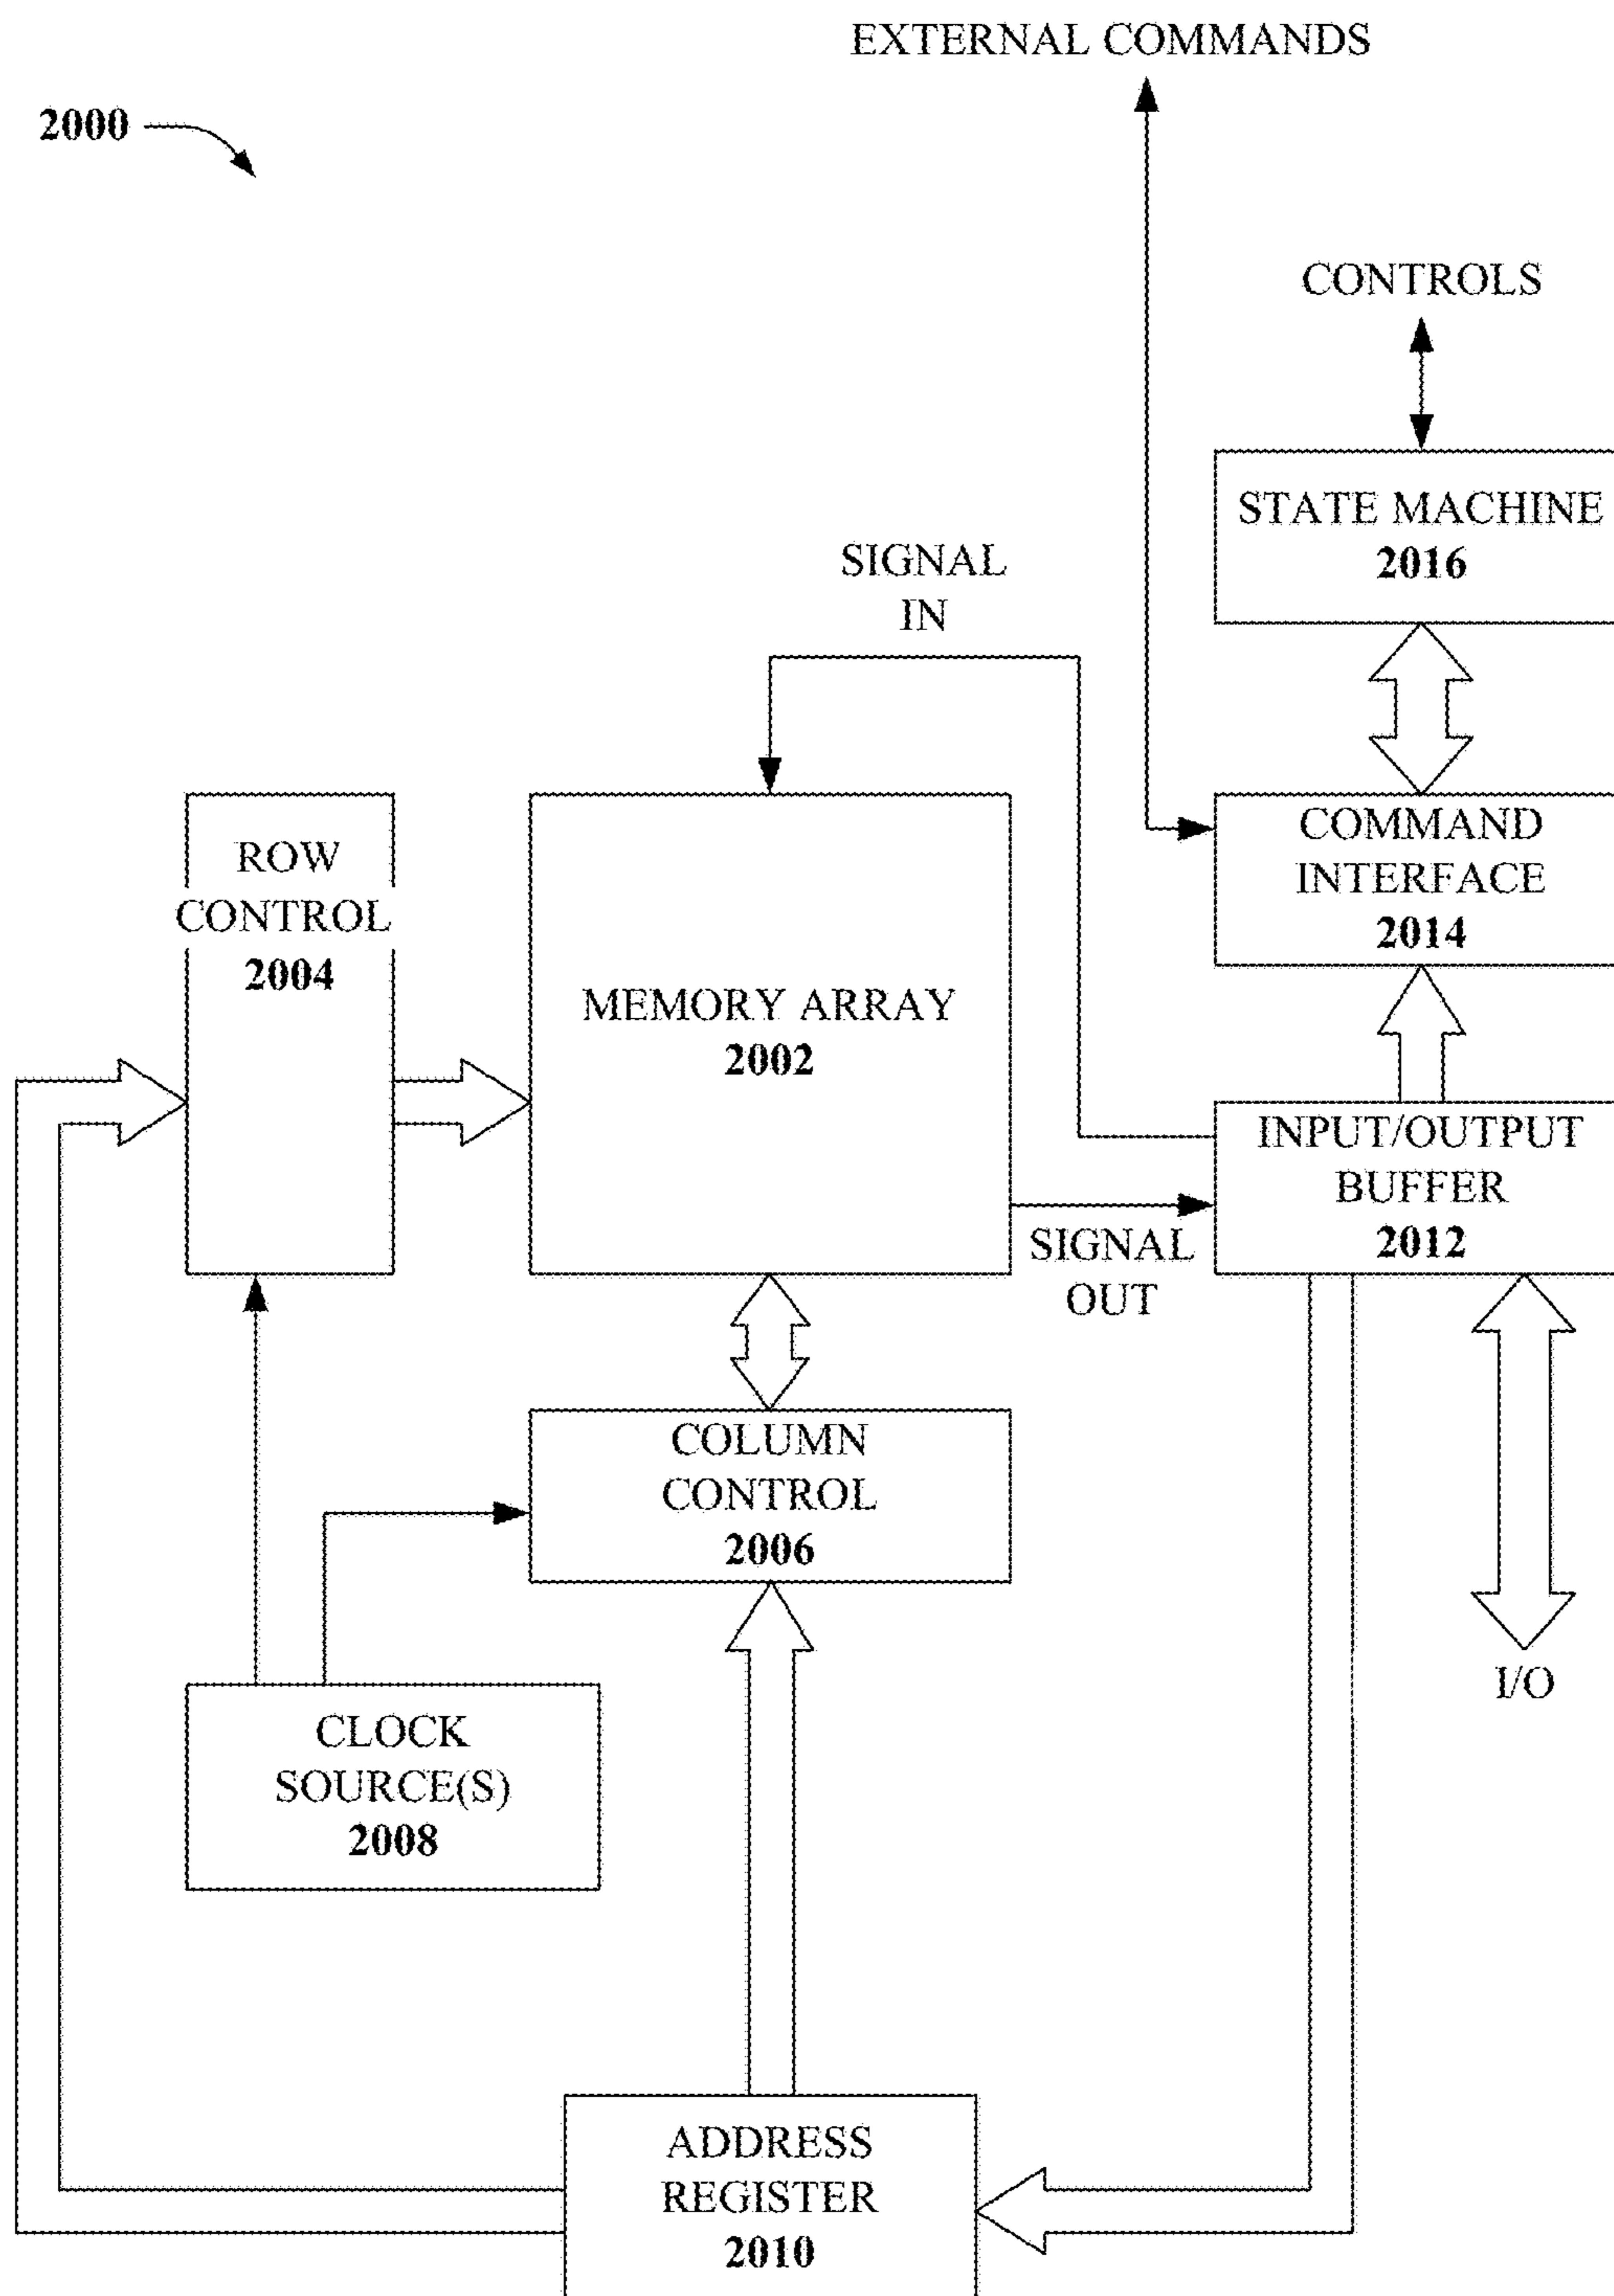 EXTERNAL COMMANDS
2000
CONTROLS
STATE MACHINE
2016
SIGNAL
IN
ROW
CONTROL
2004
MEMORY ARRAY
2002
COMMAND
INTERFACE
2014
INPUT/OUTPUT
BUFFER
2012
SIGNAL
OUT
COLUMN
CONTROL
2006
I/O
CLOCK
SOURCE(S)
2008
ADDRESS
REGISTER
2010